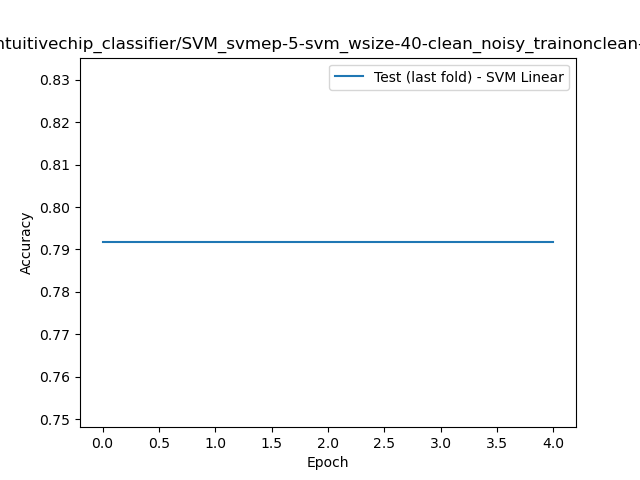 ntuitivechip_classifier/SVM_svmep-5-svm_wsize-40-clean_noisy_trainonclean-
Test (last fold) - SVM Linear
0.83
0.82
0.81
0.80
0.79
0.78
0.77
0.76
0.75
Accuracy
0.0 0.5 1.0 1.5 2.0 2.5 3.0 3.5 4.0
Epoch